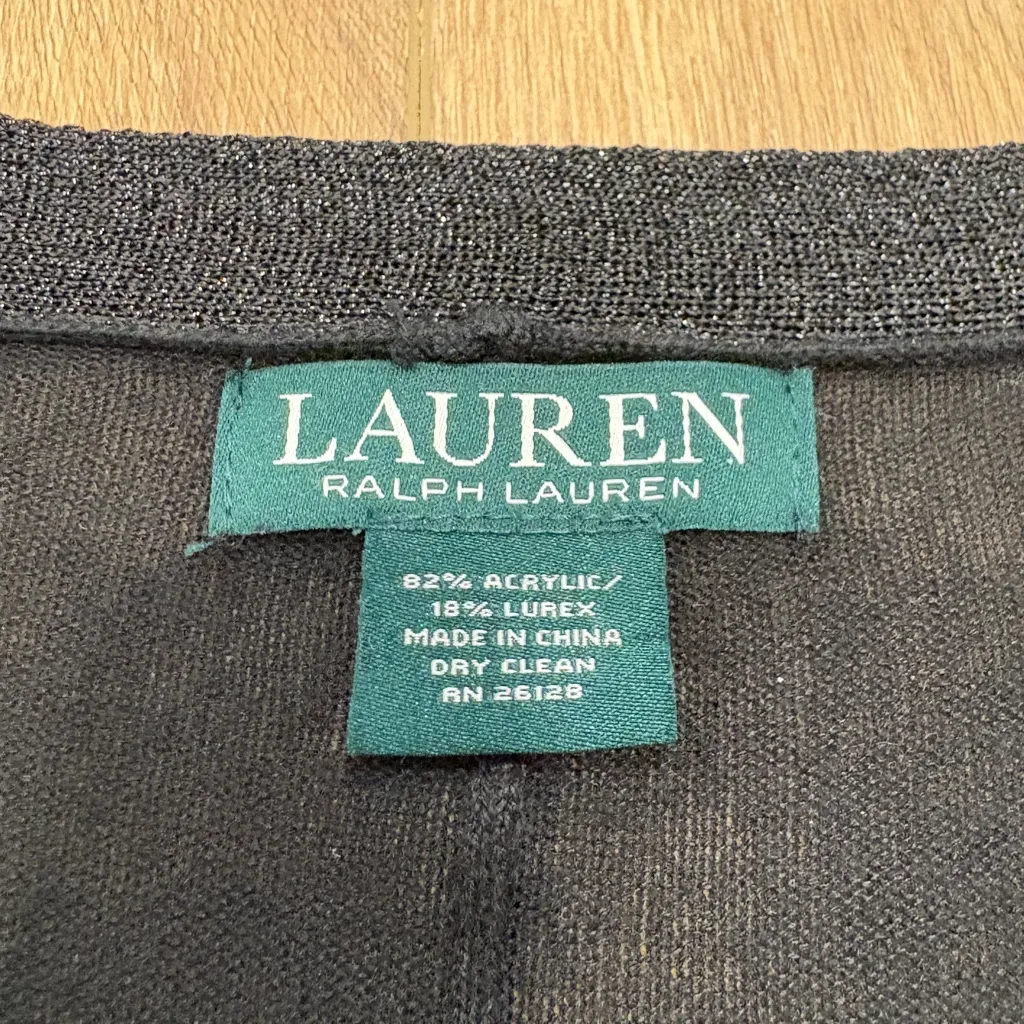 LAUREN
RALPH LAUREN
82% ACRYLIC/
18% LUREX
MADE IN CHINA
DRY CLEAN
RN 26128